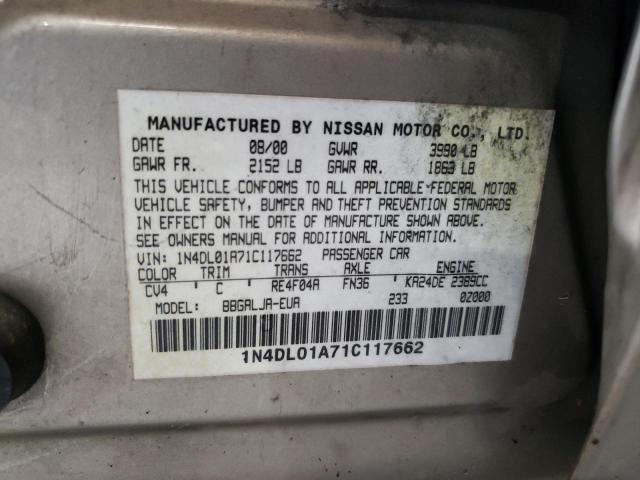 MANUFACTURED BY NISSAN MOTOR CO., LTD.
DATE 08/00 GVWR 3990 LB
GAWR FR. 2152 LB GAWR RR. 1863 LB
THIS VEHICLE CONFORMS TO ALL APPLICABLE FEDERAL MOTOR
VEHICLE SAFETY, BUMPER AND THEFT PREVENTION STANDARDS
IN EFFECT ON THE DATE OF MANUFACTURE SHOWN ABOVE.
SEE OWNERS MANUAL FOR ADDITIONAL INFORMATION.
VIN: 1N4DL01A71C117662 PASSENGER CAR
COLOR TRIM TRANS AXLE ENGINE
CV4 C RE4F04A FN36 KA24DE 2389CC
MODEL: BBGALJA-EUA 233 0Z000
1N4DL01A71C117662